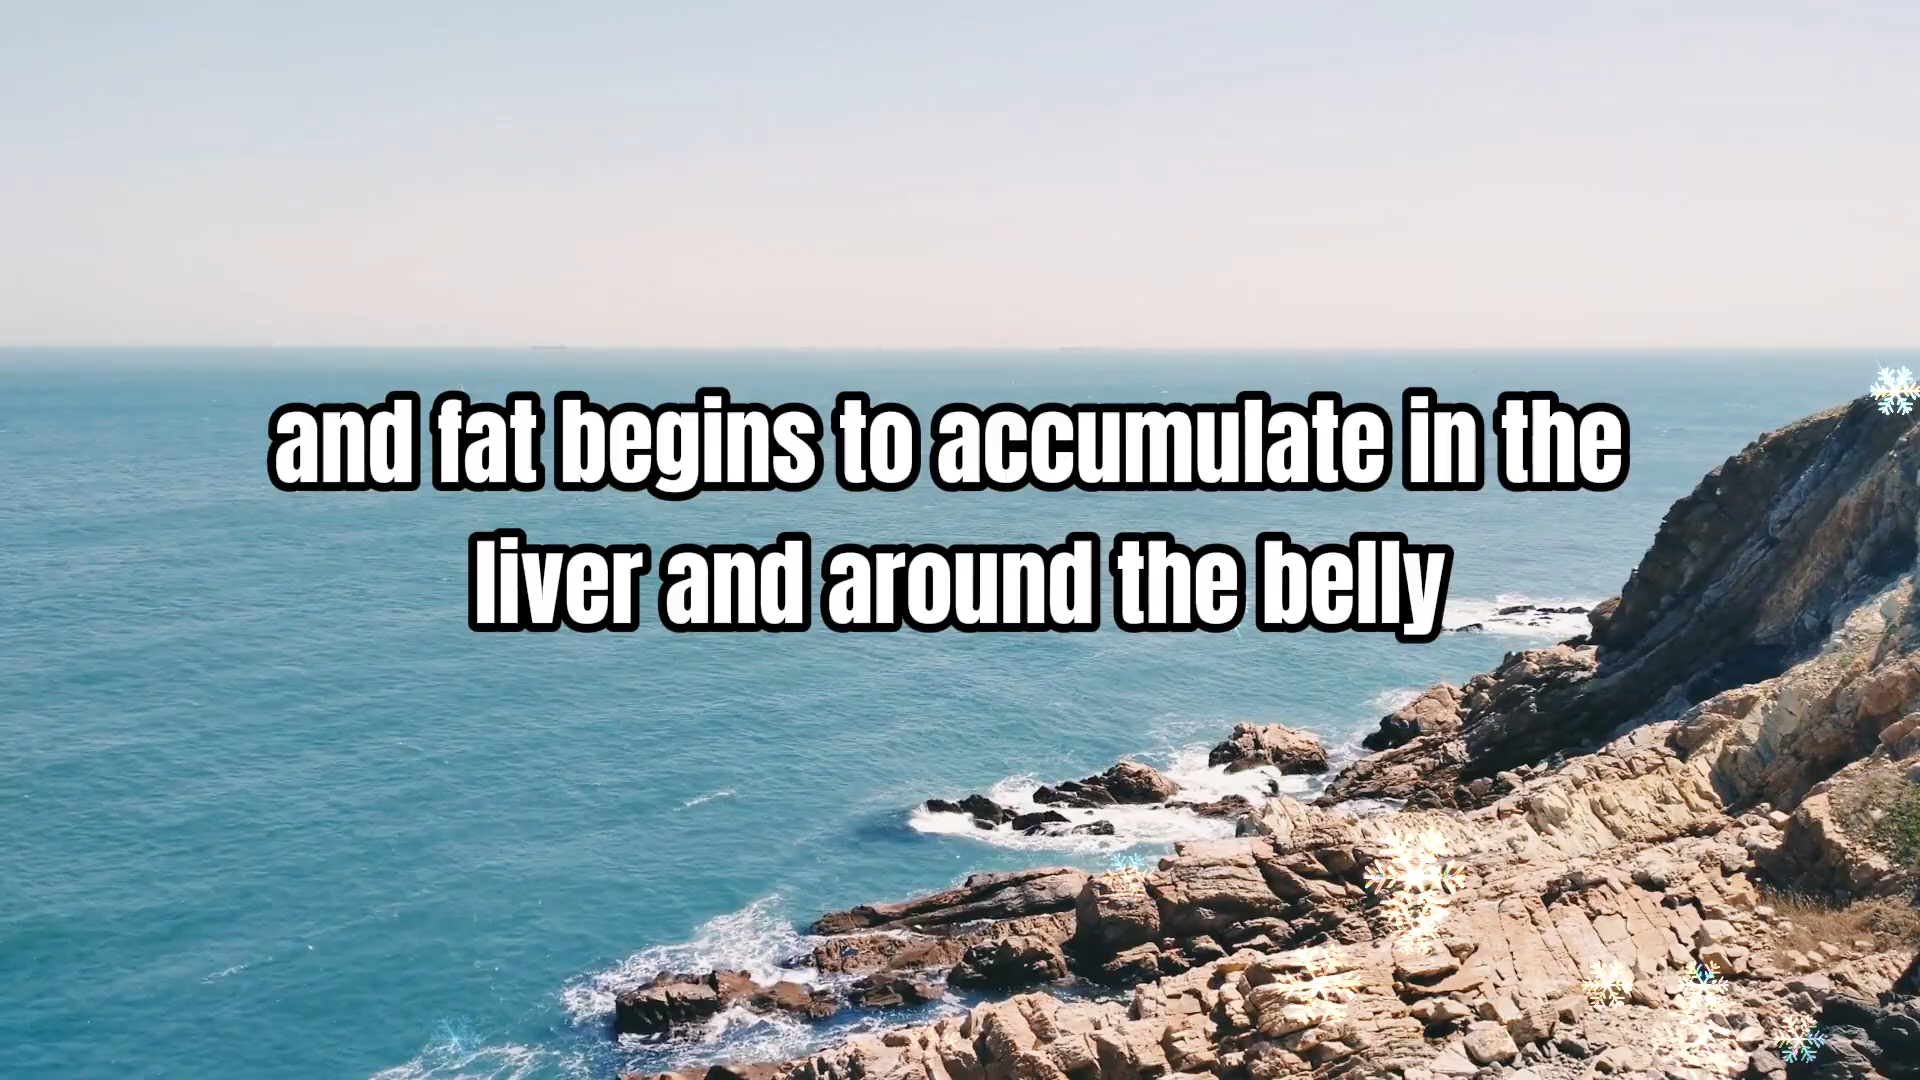 and fat begins to accumulate in the
liver and around the belly